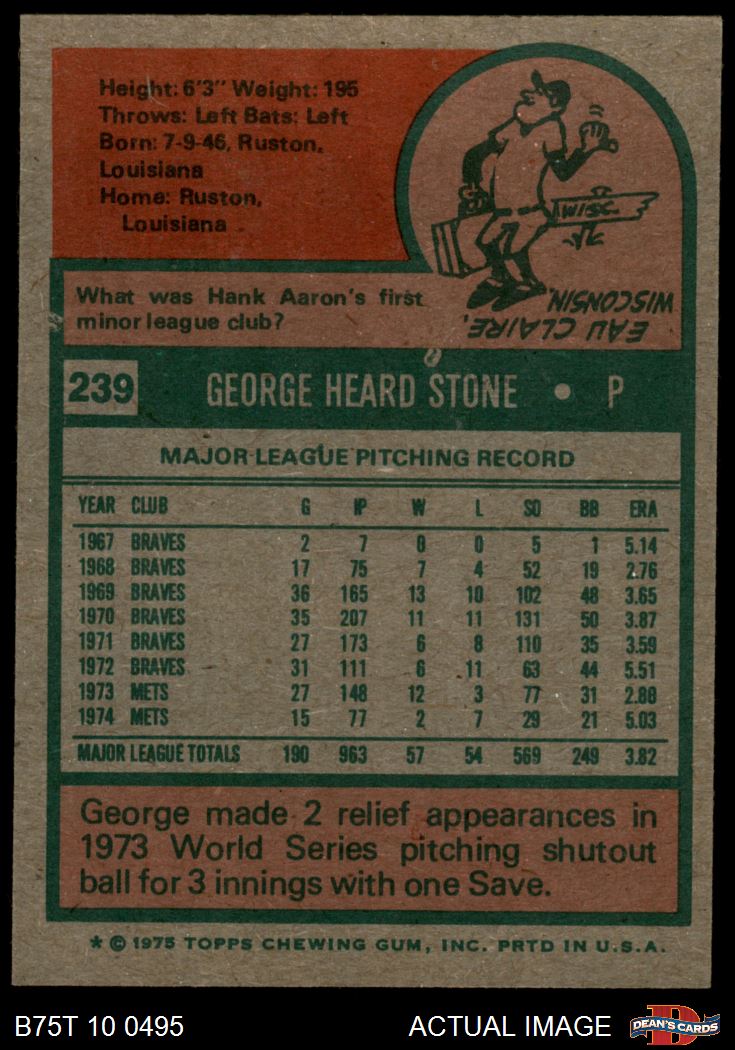 Height: 6'3" Weight: 195
Throws: Left Bats: Left
Born: 7-9-46, Ruston,
Louisiana
Home: Ruston,
Louisiana
WISC.
EAU CLAIRE,
WISCONSIN.
What was Hank Aaron's first
minor league club?
239 GEORGE HEARD STONE • P
MAJOR LEAGUE PITCHING RECORD
YEAR CLUB G IP W L SO BB ERA
1967 BRAVES 2 7 0 0 5 1 5.14
1968 BRAVES 17 75 7 4 52 19 2.76
1969 BRAVES 36 165 13 10 102 48 3.65
1970 BRAVES 35 207 11 11 131 50 3.87
1971 BRAVES 27 173 6 8 110 35 3.59
1972 BRAVES 31 111 6 11 63 44 5.51
1973 METS 27 148 12 3 77 31 2.80
1974 METS 15 77 2 7 29 21 5.03
MAJOR LEAGUE TOTALS 190 963 57 54 569 249 3.82
George made 2 relief appearances in
1973 World Series pitching shutout
ball for 3 innings with one Save.
* © 1975 TOPPS CHEWING GUM, INC. PRTD IN U.S.A.
B75T 10 0495 ACTUAL IMAGE DEAN'S CARDS